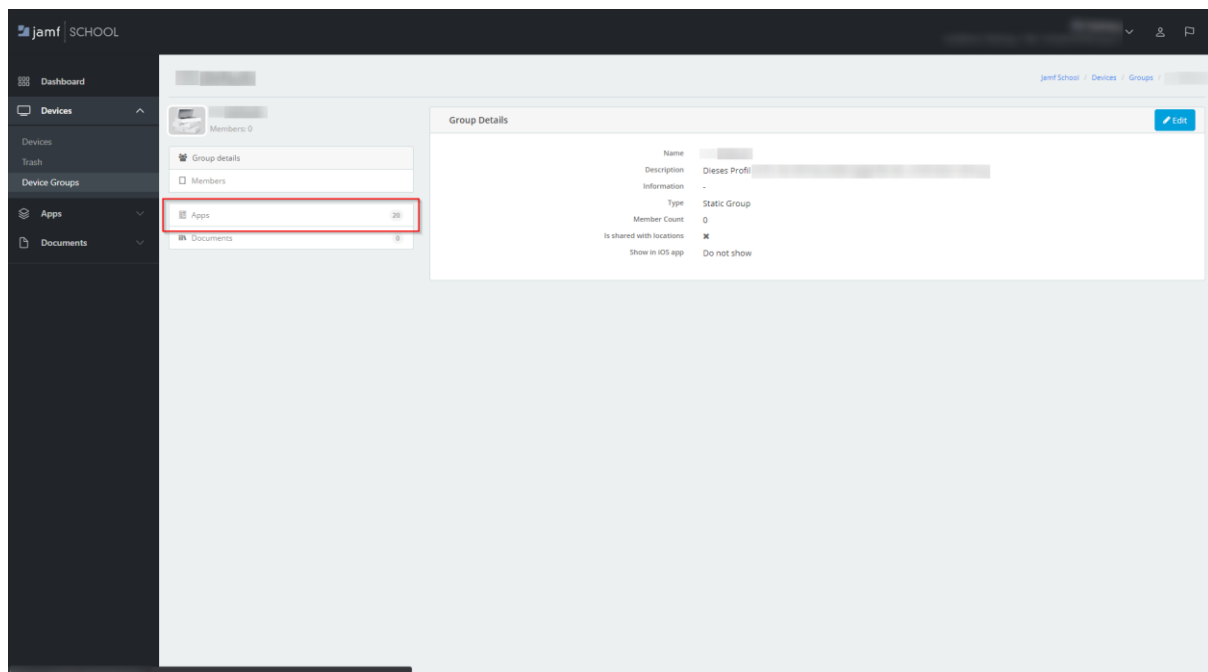 jamf SCHOOL
Dashboard
Devices
Devices
Trash
Device Groups
Apps
Documents
Jamf School / Devices / Groups /
Members: 0
Group details
Members
Apps 20
Documents 0
Group Details
Edit
Name
Description Dieses Profil
Information -
Type Static Group
Member Count 0
Is shared with locations ✖
Show in iOS app Do not show